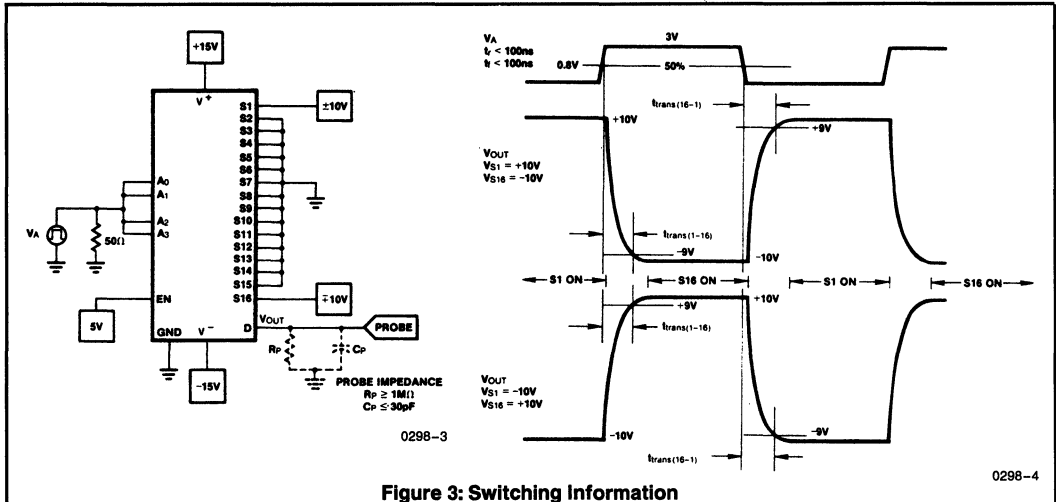 +15V
V+
S1
±10V
S2
S3
S4
S5
S6
S7
S8
S9
S10
S11
S12
S13
S14
S15
S16
∓10V
A0
A1
A2
A3
VA
50Ω
EN
5V
GND
V−
D
VOUT
PROBE
RP
CP
-15V
PROBE IMPEDANCE
RP ≥ 1MΩ
CP ≤ 30pF
0298–3
VA
tr < 100ns
tf < 100ns
0.8V
3V
50%
ttrans(16-1)
+10V
+9V
VOUT
VS1 = +10V
VS16 = −10V
ttrans(1-16)
−9V
−10V
S1 ON
S16 ON
S1 ON
S16 ON
+9V
+10V
ttrans(1-16)
VOUT
VS1 = −10V
VS16 = +10V
−10V
−9V
ttrans(16-1)
0298–4
Figure 3: Switching Information